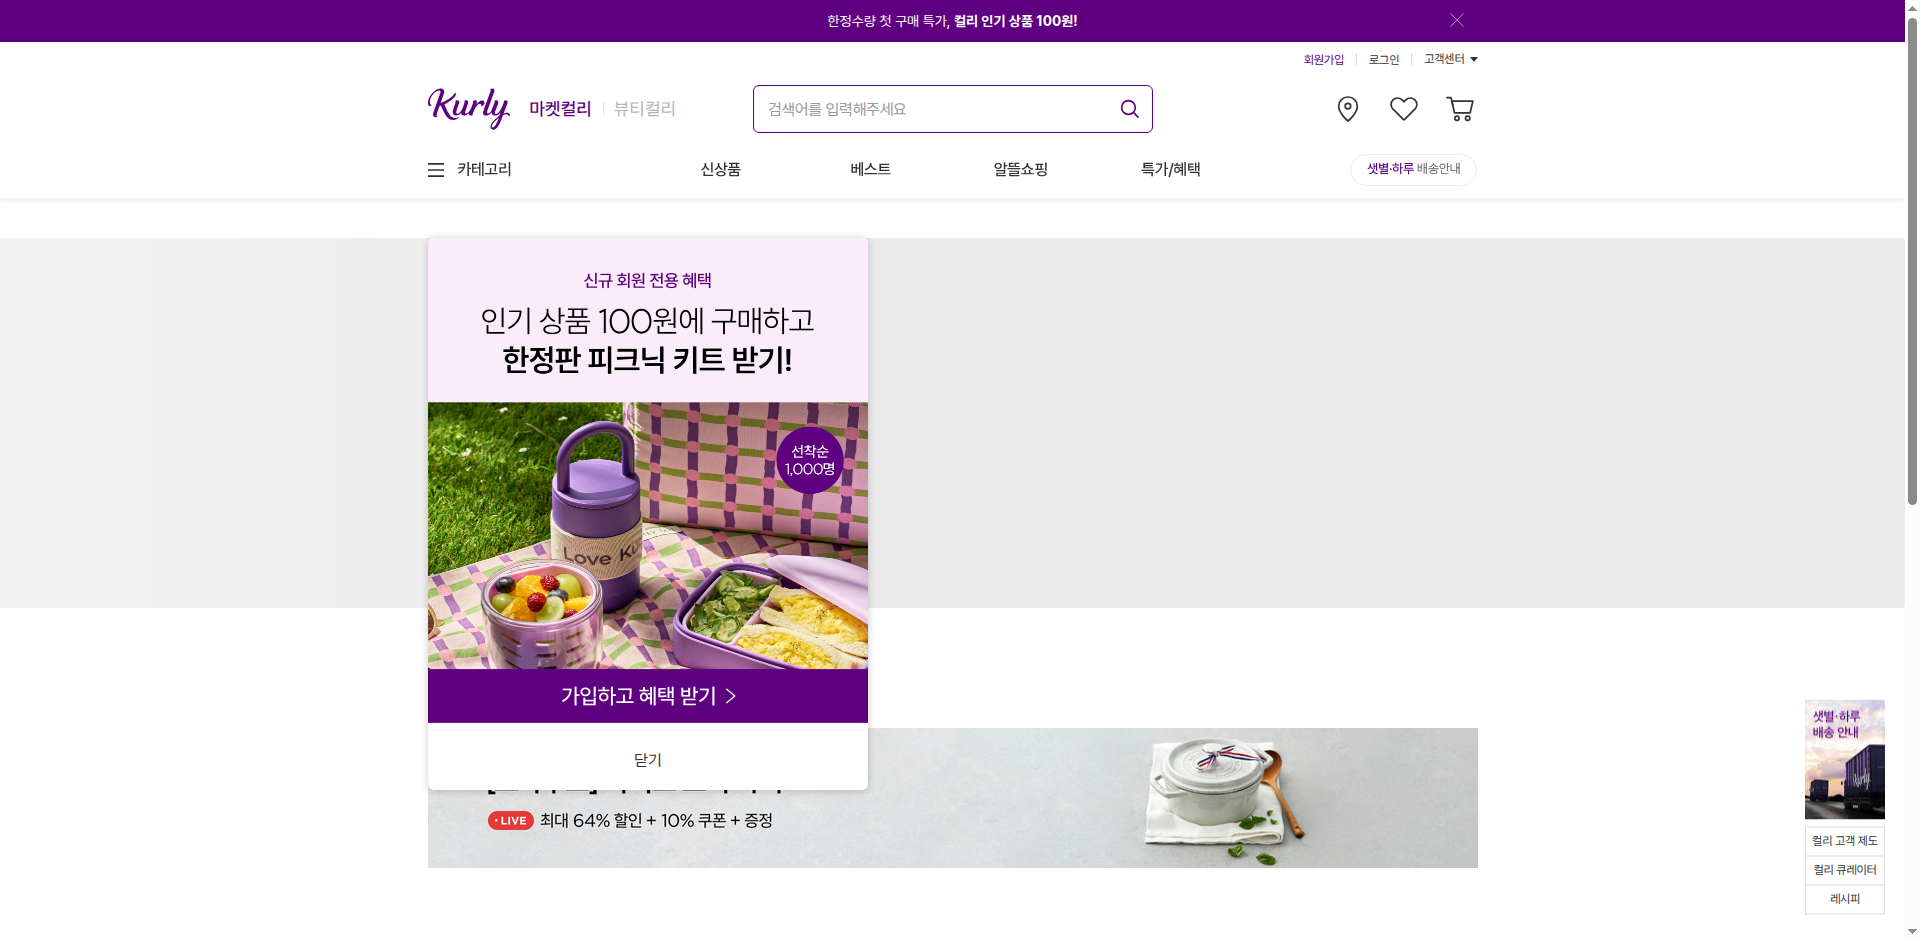 한정수량 첫 구매 특가, 컬리 인기 상품 100원!
회원가입
로그인
고객센터
Kurly
마켓컬리
뷰티컬리
검색어를 입력해주세요
카테고리
신상품
베스트
알뜰쇼핑
특가/혜택
샛별·하루 배송안내
신규 회원 전용 혜택
인기 상품 100원에 구매하고
한정판 피크닉 키트 받기!
선착순
1,000명
Love Ku
가입하고 혜택 받기
닫기
LIVE 최대 64% 할인 + 10% 쿠폰 + 증정
샛별·하루
배송 안내
Kurly
컬리 고객 제도
컬리 큐레이터
레시피